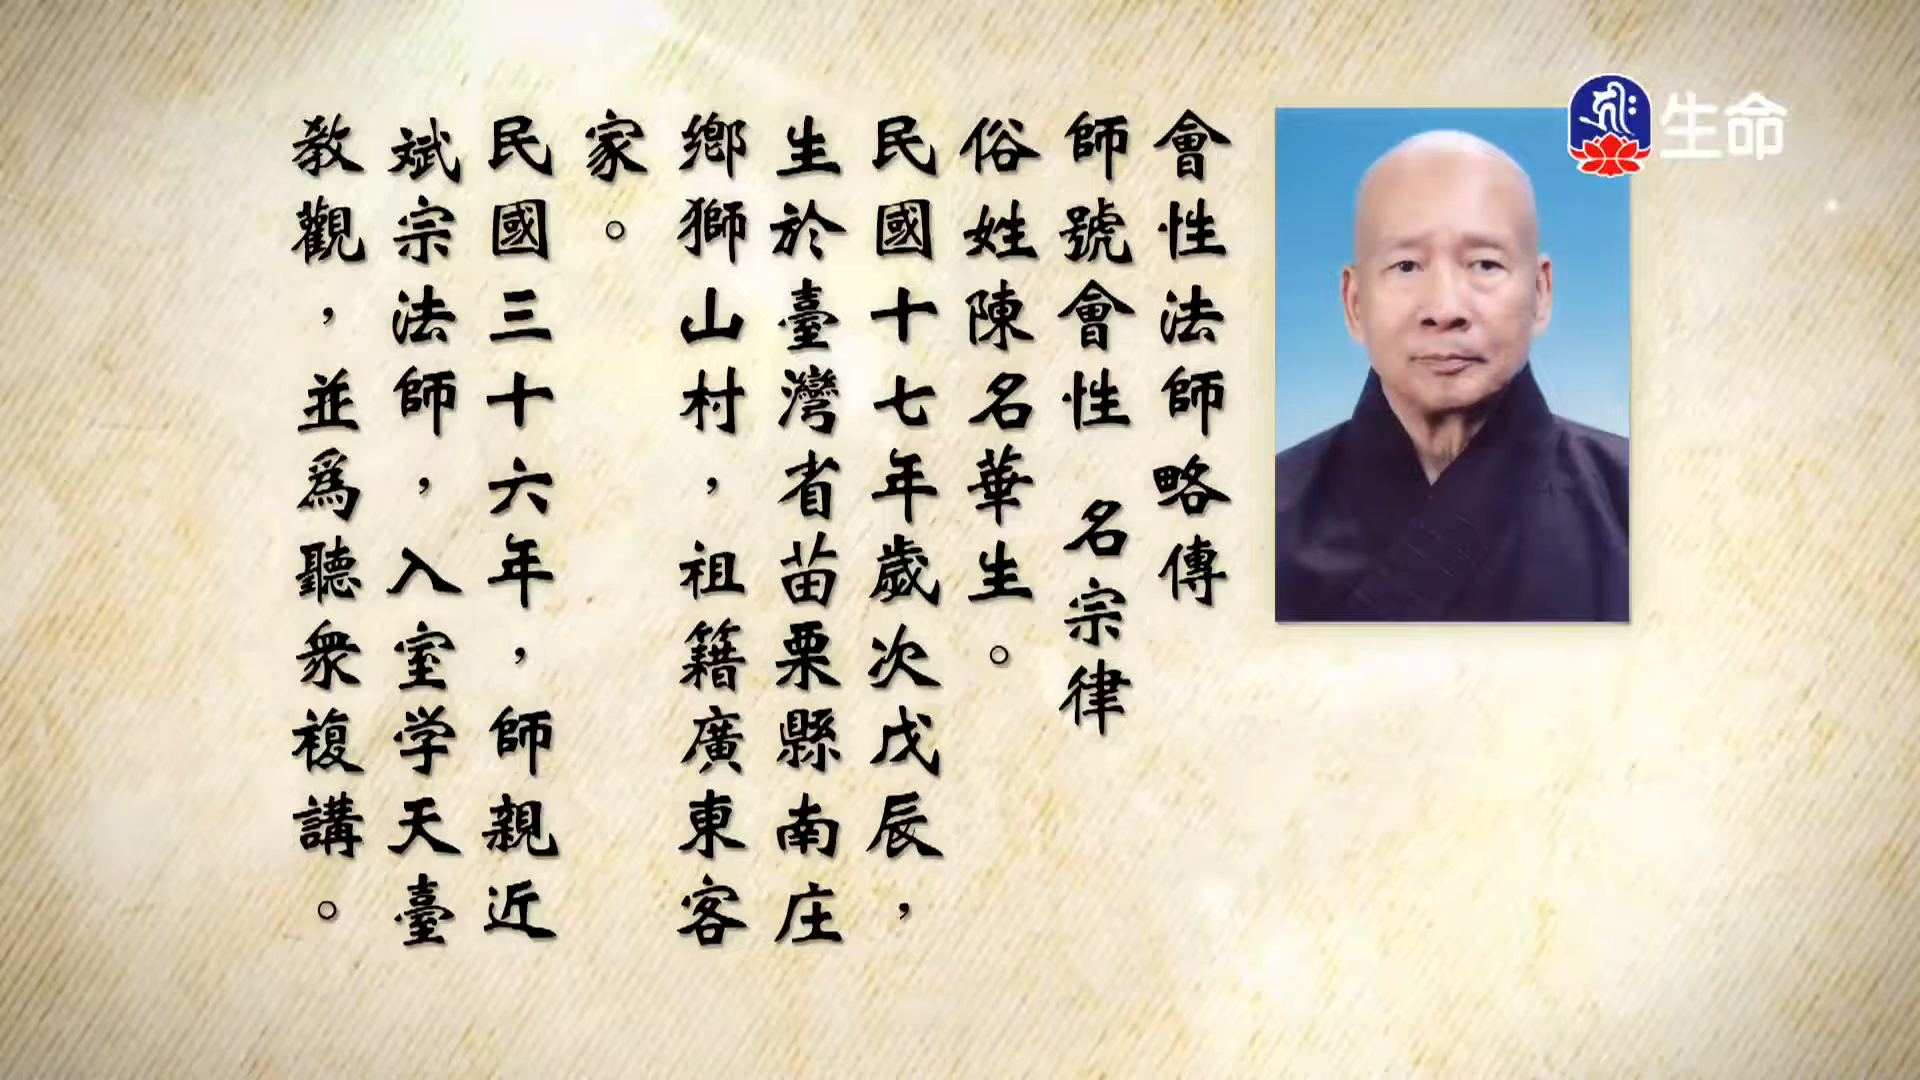 會性法師略傳
師號會性 名宗律
俗姓陳名華生。
民國十七年歲次戊辰，
生於臺灣省苗栗縣南庄
鄉獅山村，祖籍廣東客
家。
民國三十六年，師親近
斌宗法師，入室学天臺
教觀，並爲聽衆複講。
生命